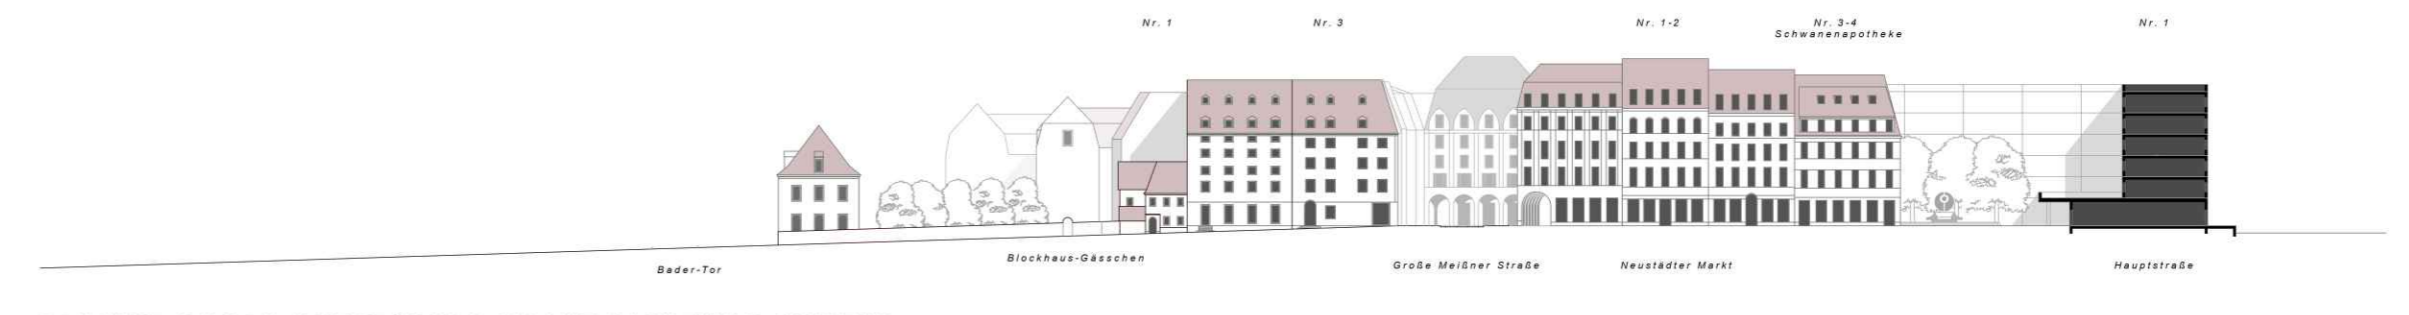 Nr. 1
Nr. 3
Nr. 1-2
Nr. 3-4
Schwanenapotheke
Nr. 1
Bader-Tor
Blockhaus-Gässchen
Große Meißner Straße
Neustädter Markt
Hauptstraße